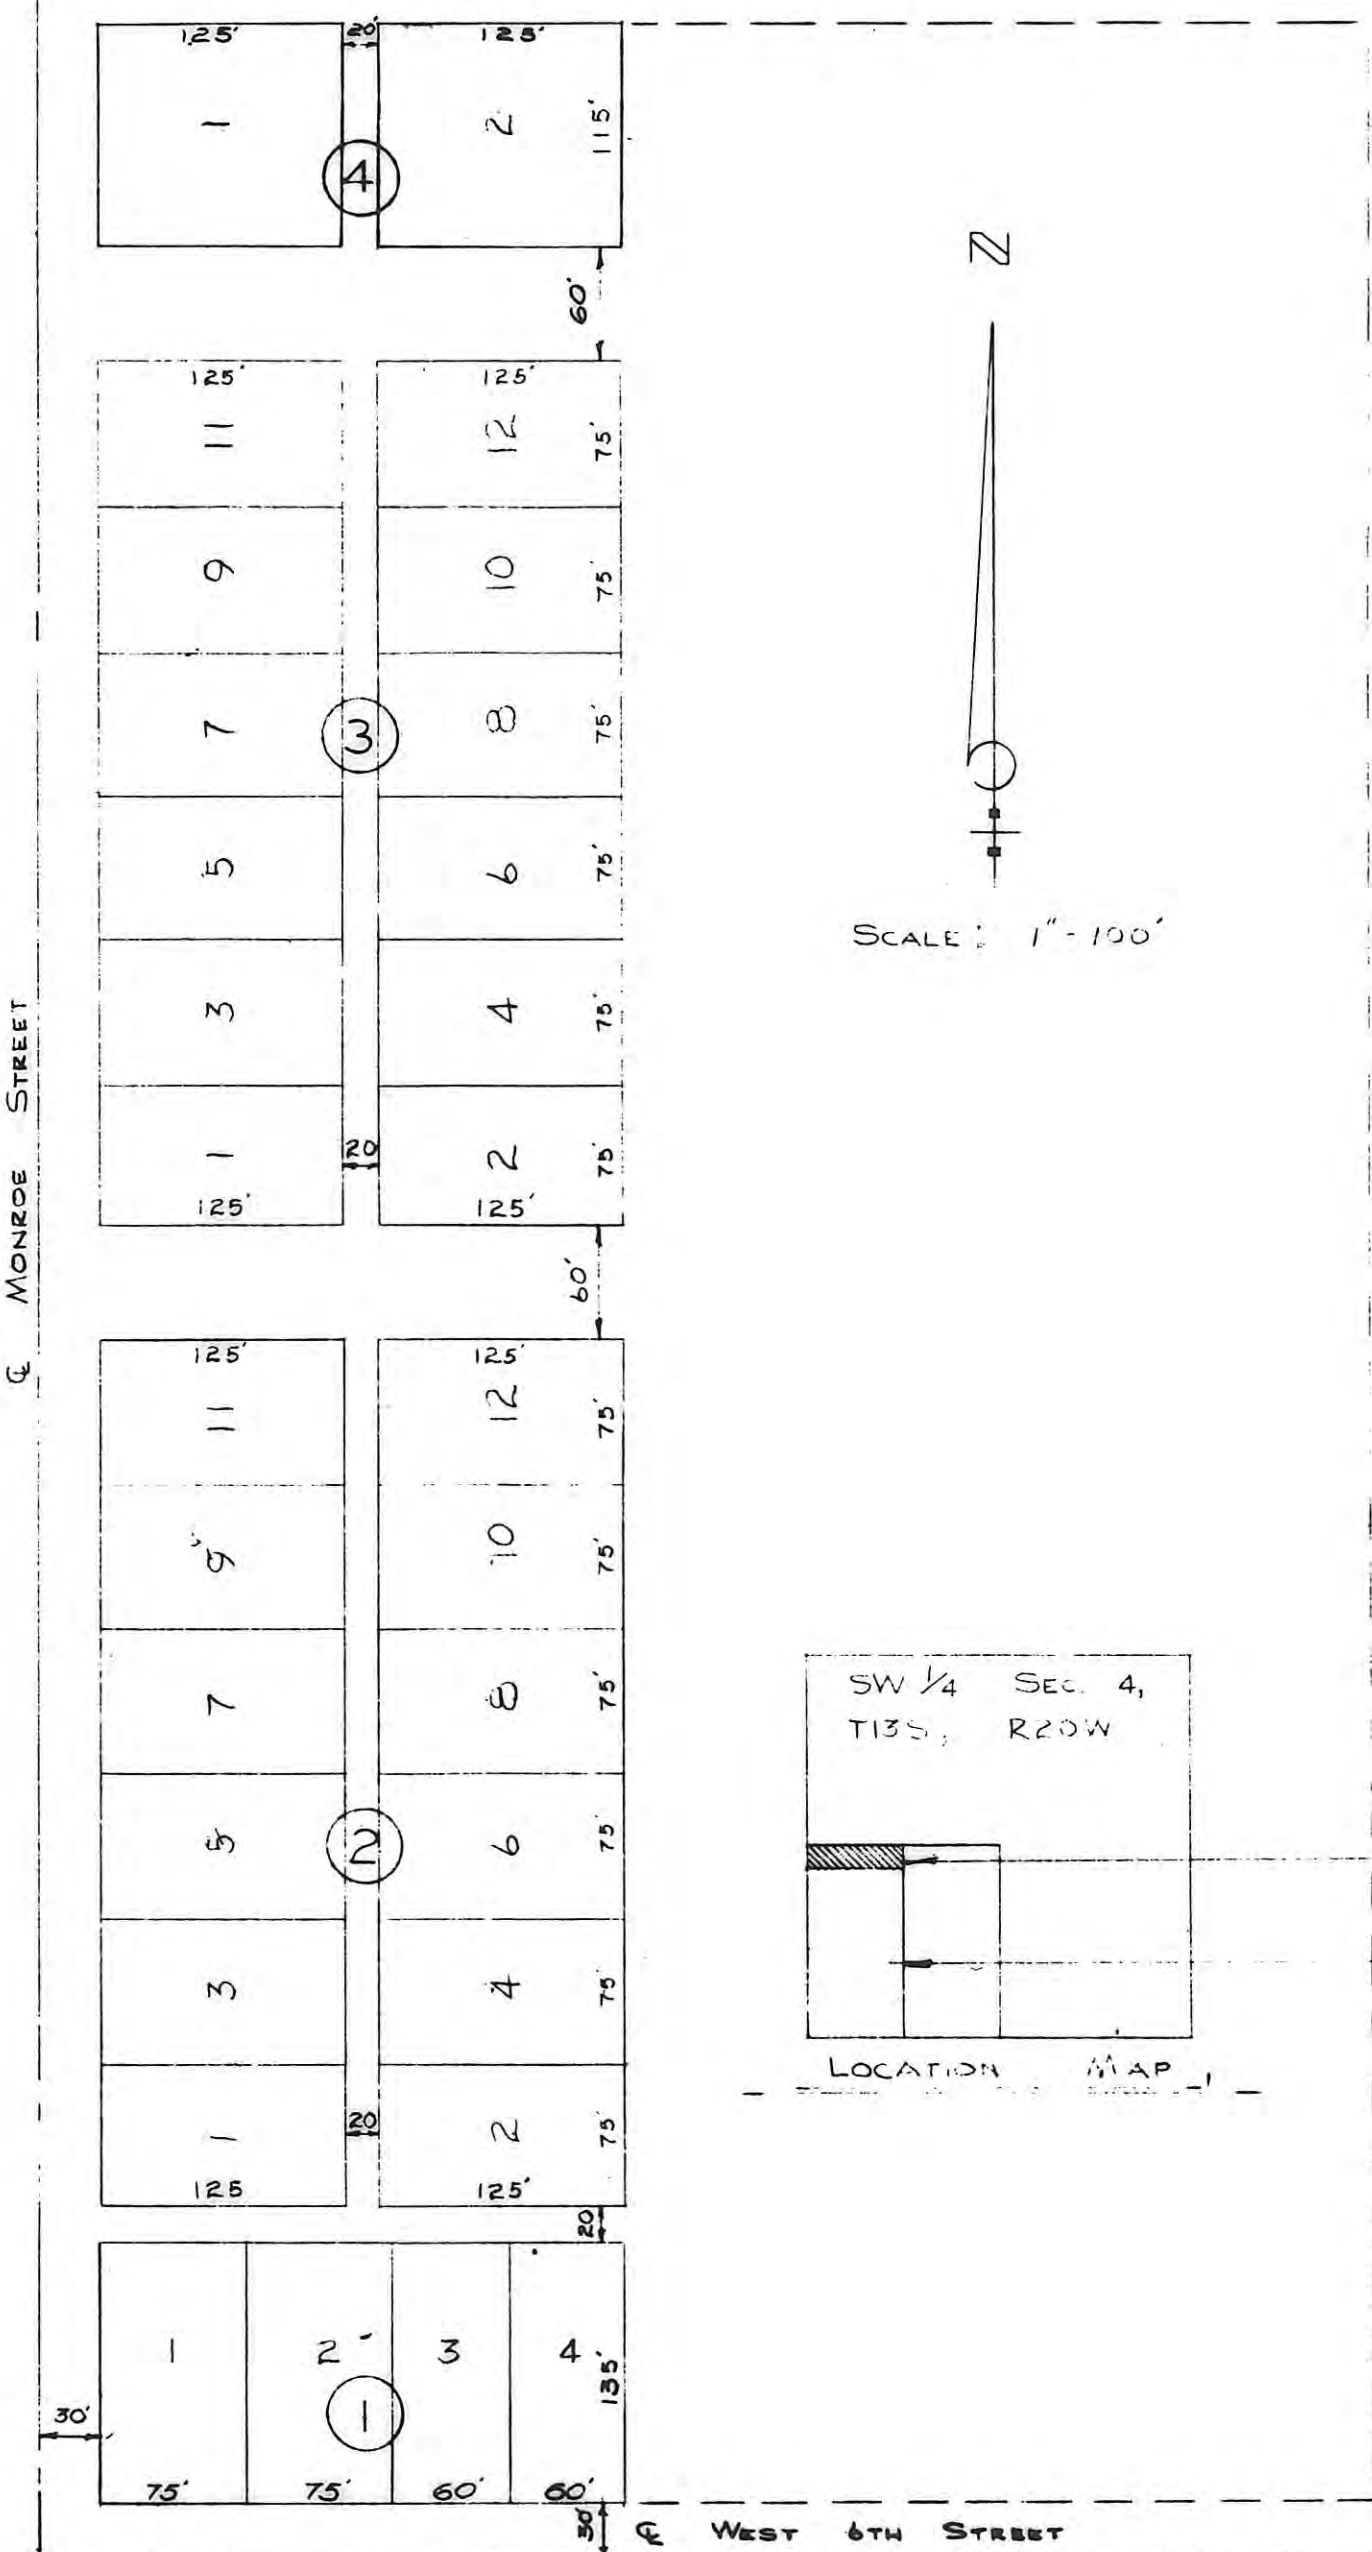 125' 20' 125'
1 2 115'
4
60'
125' 125'
11 12 75'
9 10 75'
7 3 8 75'
5 6 75'
3 4 75'
1 20 2 75'
125' 125'
60'
125' 125'
11 12 75'
9 10 75'
7 8 75'
5 2 6 75'
3 4 75'
1 20 2 75'
125 125'
20
1 2 3 4 135'
1
30'
75' 75' 60' 60'
30'
℄ WEST 6TH STREET
℄ MONROE STREET
N
SCALE: 1"-100'
SW 1/4 SEC. 4,
T13S, R20W
LOCATION MAP